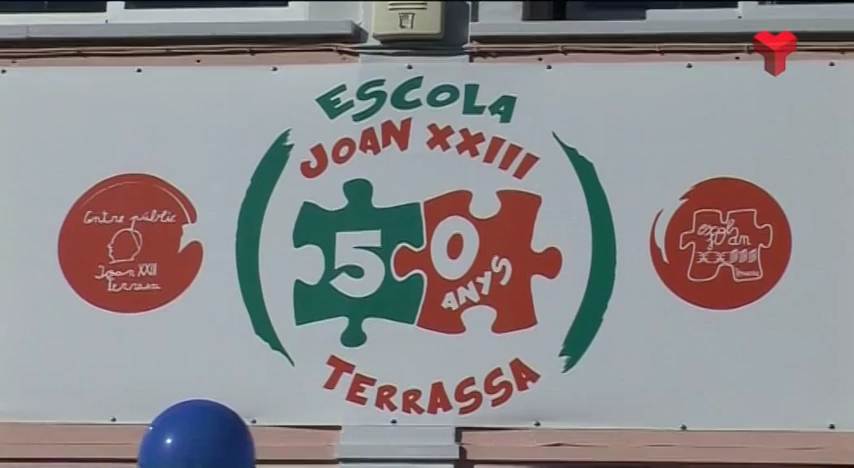 ESCOLA
JOAN XXIII
50
ANYS
TERRASSA
Centre públic
Joan XXIII
Terrassa
escola
joan
XXIII